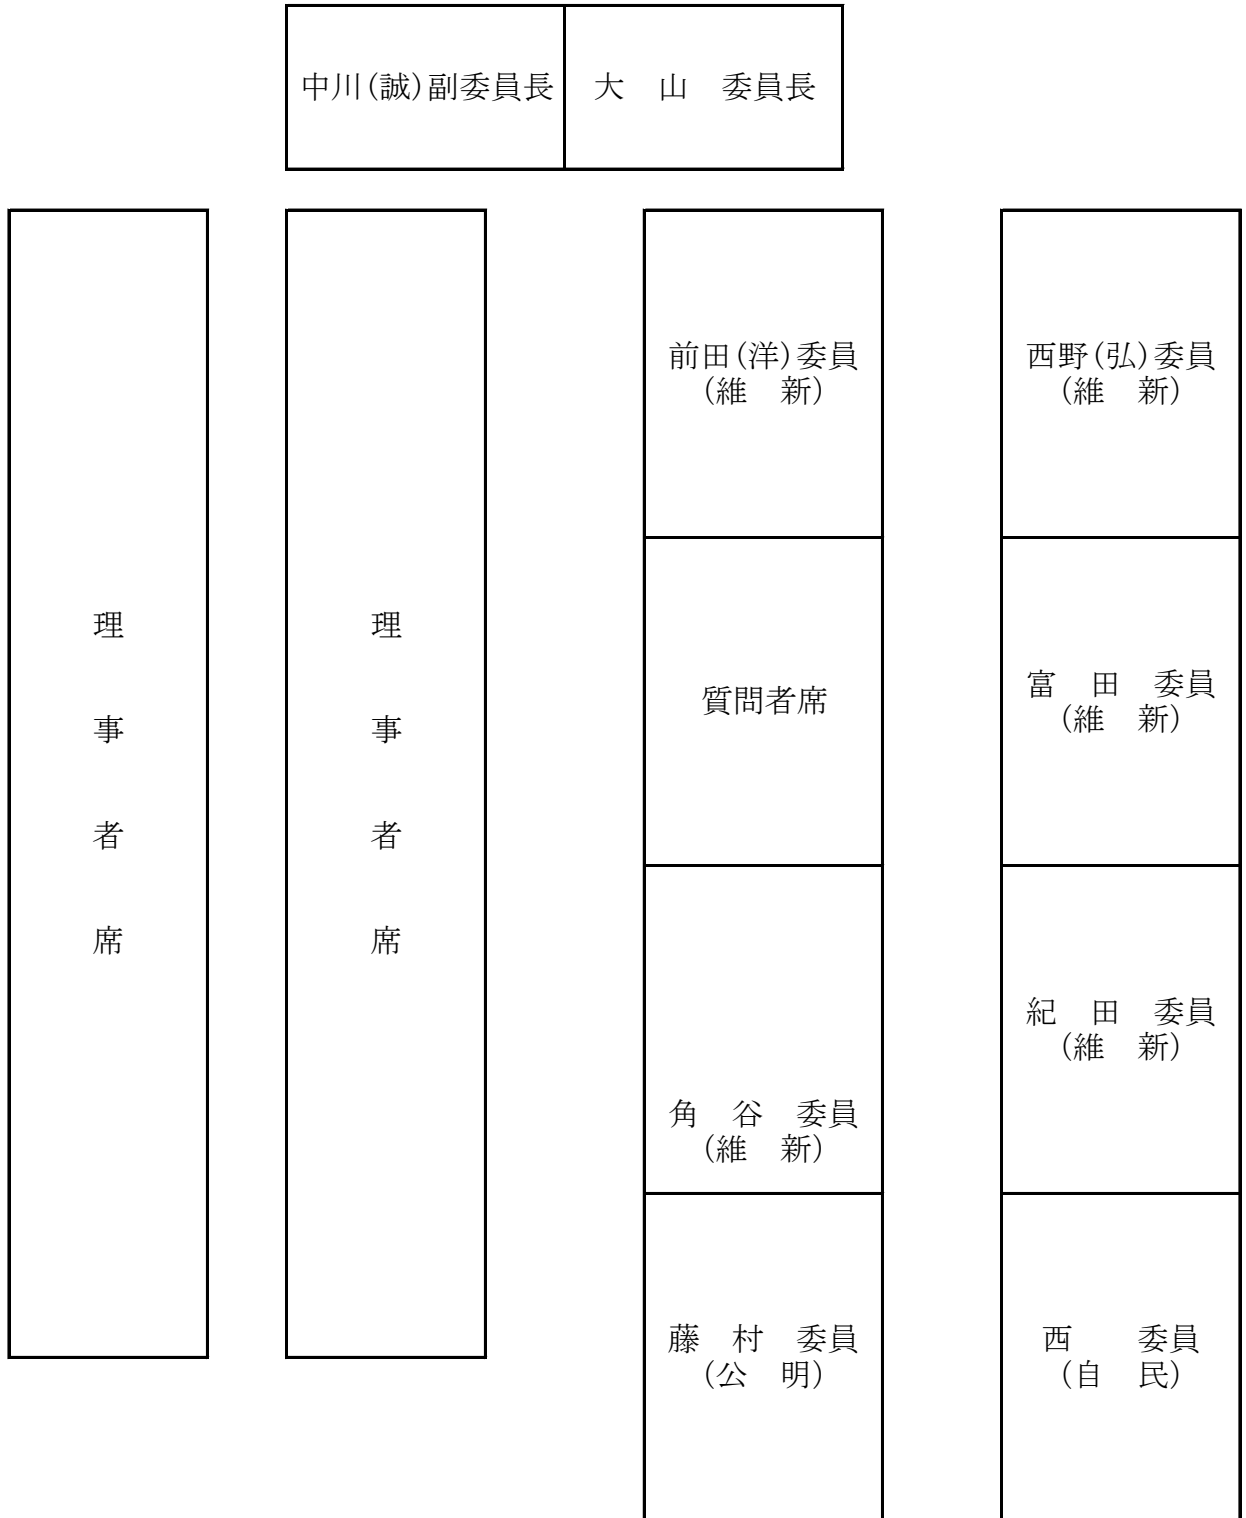 中川(誠)副委員長
大　山　委員長
理事者席
理事者席
前田(洋)委員
(維　新)
質問者席
角　谷　委員
(維　新)
藤　村　委員
(公　明)
西野(弘)委員
(維　新)
富　田　委員
(維　新)
紀　田　委員
(維　新)
西　　委員
(自　民)